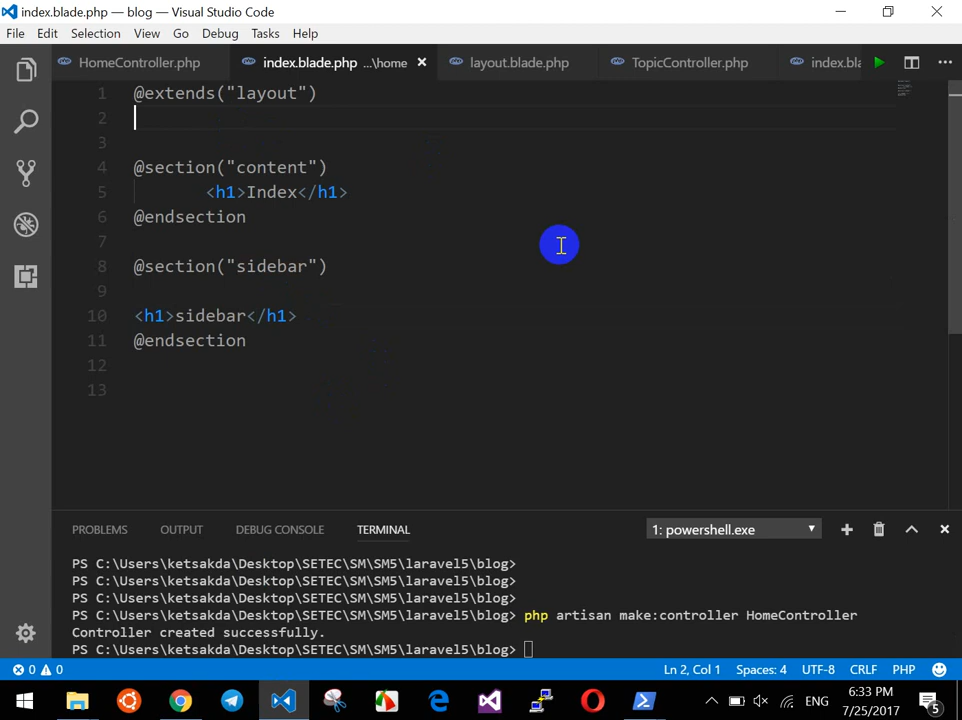 index.blade.php — blog — Visual Studio Code
File Edit Selection View Go Debug Tasks Help
HomeController.php index.blade.php ...\home layout.blade.php TopicController.php index.bla
1 @extends("layout")
2
3
4 @section("content")
5 <h1>Index</h1>
6 @endsection
7
8 @section("sidebar")
9
10 <h1>sidebar</h1>
11 @endsection
12
13
PROBLEMS OUTPUT DEBUG CONSOLE TERMINAL 1: powershell.exe
PS C:\Users\ketsakda\Desktop\SETEC\SM\SM5\laravel5\blog>
PS C:\Users\ketsakda\Desktop\SETEC\SM\SM5\laravel5\blog>
PS C:\Users\ketsakda\Desktop\SETEC\SM\SM5\laravel5\blog>
PS C:\Users\ketsakda\Desktop\SETEC\SM\SM5\laravel5\blog> php artisan make:controller HomeController
Controller created successfully.
PS C:\Users\ketsakda\Desktop\SETEC\SM\SM5\laravel5\blog>
0 0 Ln 2, Col 1 Spaces: 4 UTF-8 CRLF PHP
ENG 6:33 PM
7/25/2017 5